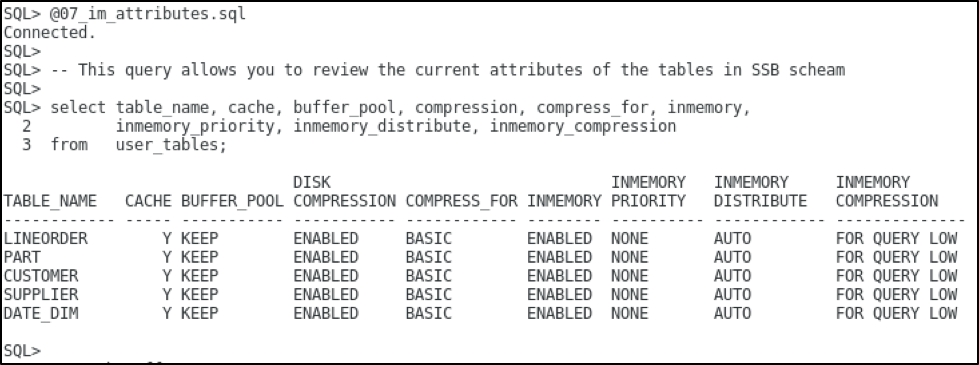 SQL> @07_im_attributes.sql
Connected.
SQL>
SQL> -- This query allows you to review the current attributes of the tables in SSB scheam
SQL>
SQL> select table_name, cache, buffer_pool, compression, compress_for, inmemory,
  2         inmemory_priority, inmemory_distribute, inmemory_compression
  3  from   user_tables;
                               DISK                                INMEMORY   INMEMORY     INMEMORY
TABLE_NAME   CACHE BUFFER_POOL COMPRESSION COMPRESS_FOR INMEMORY PRIORITY   DISTRIBUTE   COMPRESSION
------------ ----- ----------- ----------- ------------ -------- ---------- ------------ --------------
LINEORDER        Y KEEP        ENABLED     BASIC        ENABLED  NONE       AUTO         FOR QUERY LOW
PART             Y KEEP        ENABLED     BASIC        ENABLED  NONE       AUTO         FOR QUERY LOW
CUSTOMER         Y KEEP        ENABLED     BASIC        ENABLED  NONE       AUTO         FOR QUERY LOW
SUPPLIER         Y KEEP        ENABLED     BASIC        ENABLED  NONE       AUTO         FOR QUERY LOW
DATE_DIM         Y KEEP        ENABLED     BASIC        ENABLED  NONE       AUTO         FOR QUERY LOW
SQL>